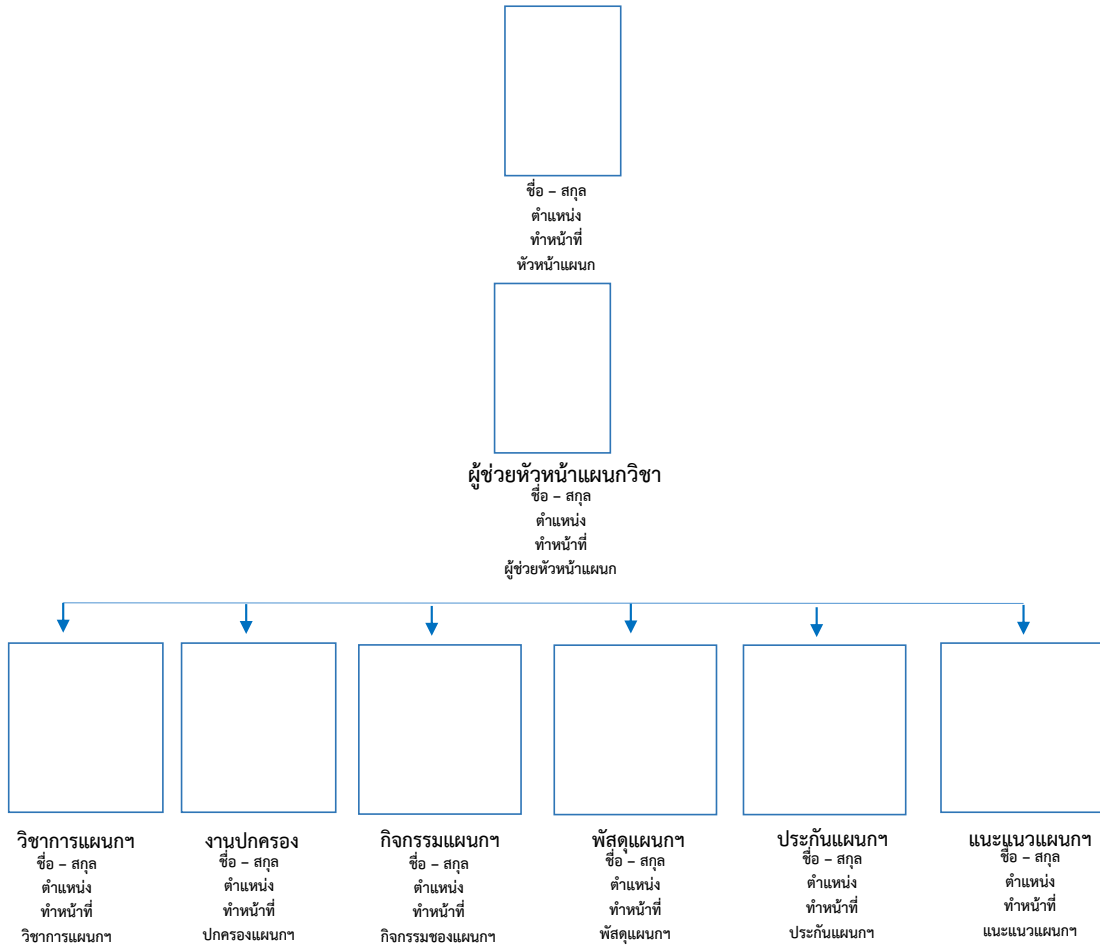 ชื่อ – สกุล
ตำแหน่ง
ทำหน้าที่
หัวหน้าแผนก
ผู้ช่วยหัวหน้าแผนกวิชา
ชื่อ – สกุล
ตำแหน่ง
ทำหน้าที่
ผู้ช่วยหัวหน้าแผนก
วิชาการแผนกฯ
ชื่อ – สกุล
ตำแหน่ง
ทำหน้าที่
วิชาการแผนกฯ
งานปกครอง
ชื่อ – สกุล
ตำแหน่ง
ทำหน้าที่
ปกครองแผนกฯ
กิจกรรมแผนกฯ
ชื่อ – สกุล
ตำแหน่ง
ทำหน้าที่
กิจกรรมของแผนกฯ
พัสดุแผนกฯ
ชื่อ – สกุล
ตำแหน่ง
ทำหน้าที่
พัสดุแผนกฯ
ประกันแผนกฯ
ชื่อ – สกุล
ตำแหน่ง
ทำหน้าที่
ประกันแผนกฯ
แนะแนวแผนกฯ
ชื่อ – สกุล
ตำแหน่ง
ทำหน้าที่
แนะแนวแผนกฯ